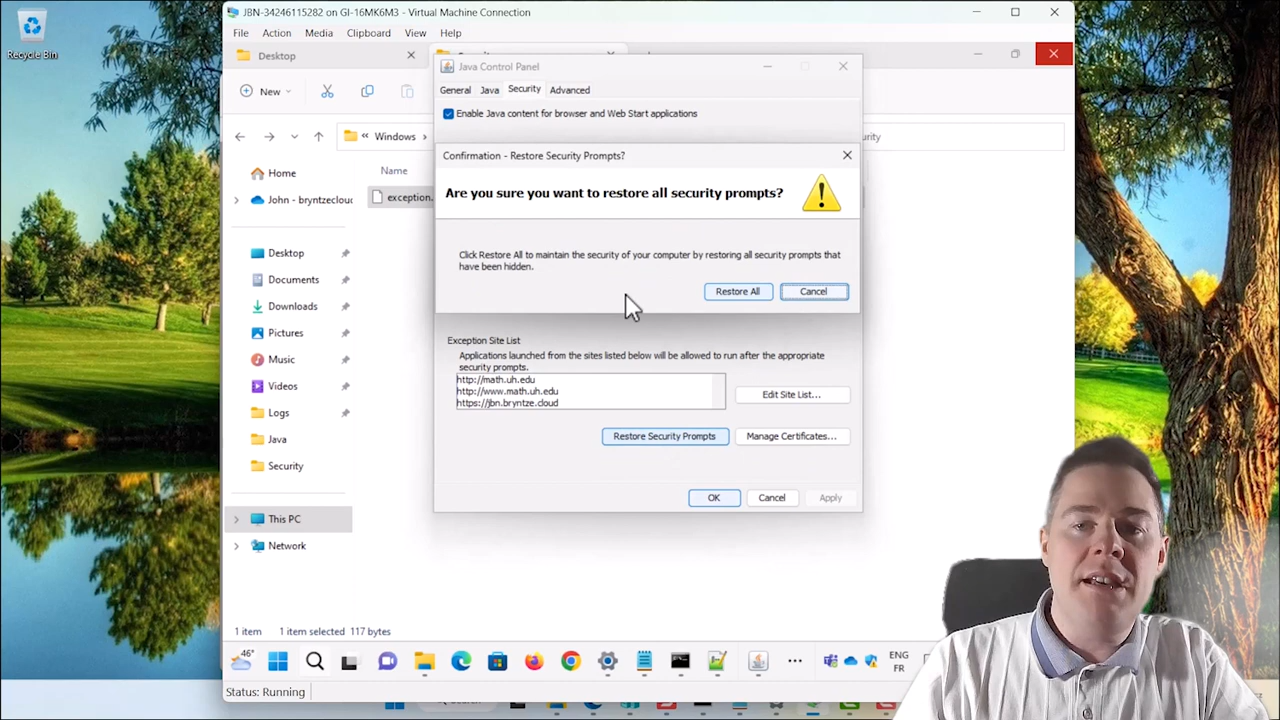 Recycle Bin
JBN-34246115282 on GI-16MK6M3 - Virtual Machine Connection
File Action Media Clipboard View Help
Desktop
Java Control Panel
New
General Java Security Advanced
Enable Java content for browser and Web Start applications
Windows
Home
Name
John - bryntzeclou
exception.
Confirmation - Restore Security Prompts?
Are you sure you want to restore all security prompts?
Click Restore All to maintain the security of your computer by restoring all security prompts that
have been hidden.
Restore All Cancel
Desktop
Documents
Downloads
Pictures
Music
Videos
Logs
Java
Security
This PC
Network
Exception Site List
Applications launched from the sites listed below will be allowed to run after the appropriate
security prompts.
http://math.uh.edu
http://www.math.uh.edu
https://jbn.bryntze.cloud
Edit Site List...
Restore Security Prompts Manage Certificates...
OK Cancel Apply
1 item 1 item selected 117 bytes
46°
ENG
FR
Status: Running